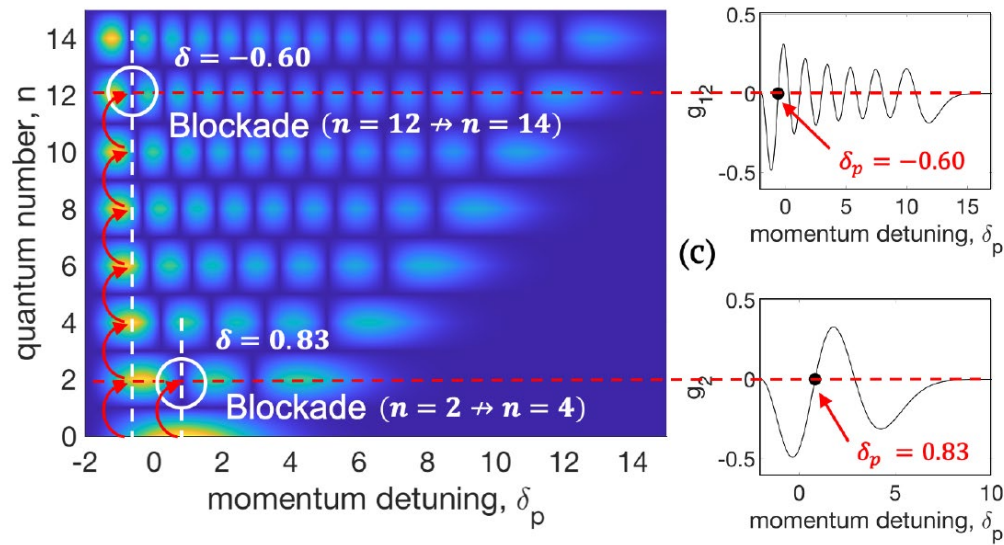 quantum number, n
14
12
10
8
6
4
2
0
-2
0
2
4
6
8
10
12
14
momentum detuning, δp
δ = −0.60
Blockade (n = 12 ↛ n = 14)
δ = 0.83
Blockade (n = 2 ↛ n = 4)
0.5
0
-0.5
g12
δp = −0.60
0
5
10
15
momentum detuning, δp
(c)
0.5
0
-0.5
g2
δp = 0.83
0
5
10
momentum detuning, δp